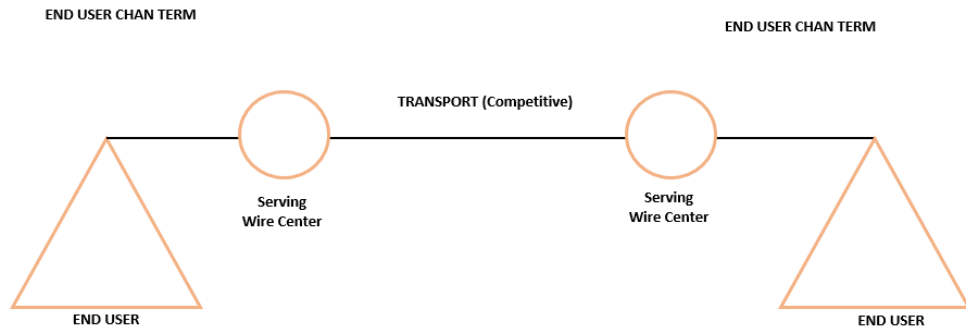 END USER CHAN TERM
END USER CHAN TERM
TRANSPORT (Competitive)
Serving
Wire Center
Serving
Wire Center
END USER
END USER